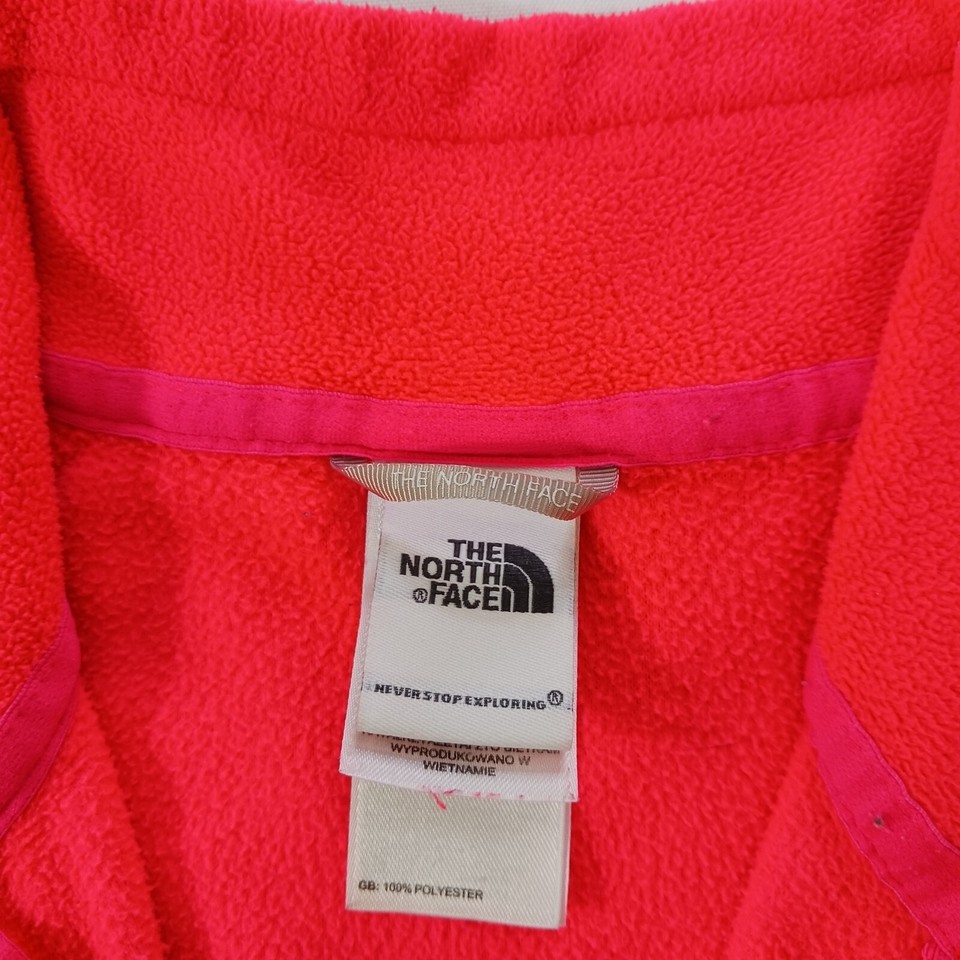 THE NORTH FACE
THE
NORTH
®FACE
NEVER STOP EXPLORING®
WYPRODUKOWANO W
WIETNAMIE
GB: 100% POLYESTER